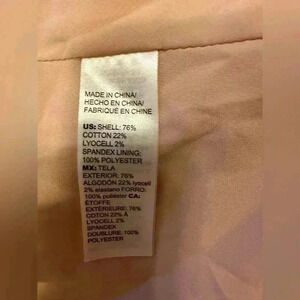 MADE IN CHINA/
HECHO EN CHINA/
FABRIQUÉ EN CHINE
US: SHELL: 76%
COTTON 22%
LYOCELL 2%
SPANDEX LINING:
100% POLYESTER
MX: TELA
EXTERIOR: 76%
ALGODÓN 22% lyocell
2% elastano FORRO:
100% poliéster CA:
ÉTOFFE
EXTÉRIEURE: 76%
COTON 22% Â
LYOCELL 2%
SPANDEX
DOUBLURE: 100%
POLYESTER